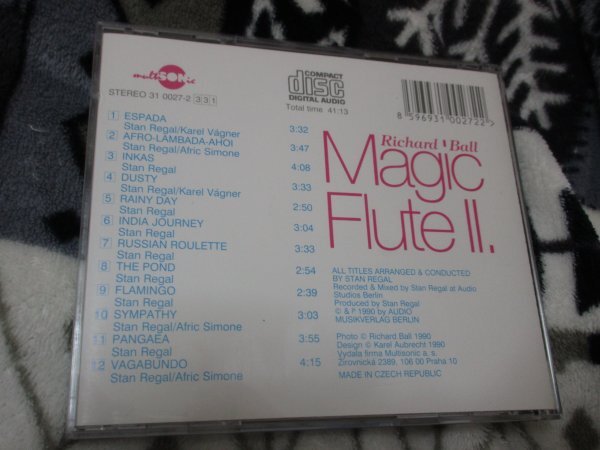 multiSONic
STEREO 31 0027-2 331
COMPACT
disc
DIGITAL AUDIO
Total time 41:13
8 596931 002722 >
1 ESPADA
Stan Regal/Karel Vágner 3:32
2 AFRO-LAMBADA-AHOI
Stan Regal/Afric Simone 3:47
3 INKAS
Stan Regal 4:08
4 DUSTY
Stan Regal/Karel Vágner 3:33
5 RAINY DAY
Stan Regal 2:50
6 INDIA JOURNEY
Stan Regal 3:04
7 RUSSIAN ROULETTE
Stan Regal 3:33
8 THE POND
Stan Regal 2:54
9 FLAMINGO
Stan Regal 2:39
10 SYMPATHY
Stan Regal/Afric Simone 3:03
11 PANGAEA
Stan Regal 3:55
12 VAGABUNDO
Stan Regal/Afric Simone 4:15
Richard Ball
Magic
Flute II.
ALL TITLES ARRANGED & CONDUCTED
BY STAN REGAL
Recorded & Mixed by Stan Regal at Audio
Studios Berlin
Produced by Stan Regal
© & ℗ 1990 by AUDIO
MUSIKVERLAG BERLIN
Photo © Richard Ball 1990
Design © Karel Aubrecht 1990
Vydala firma Multisonic a. s.
Žirovnická 2389, 106 00 Praha 10
MADE IN CZECH REPUBLIC